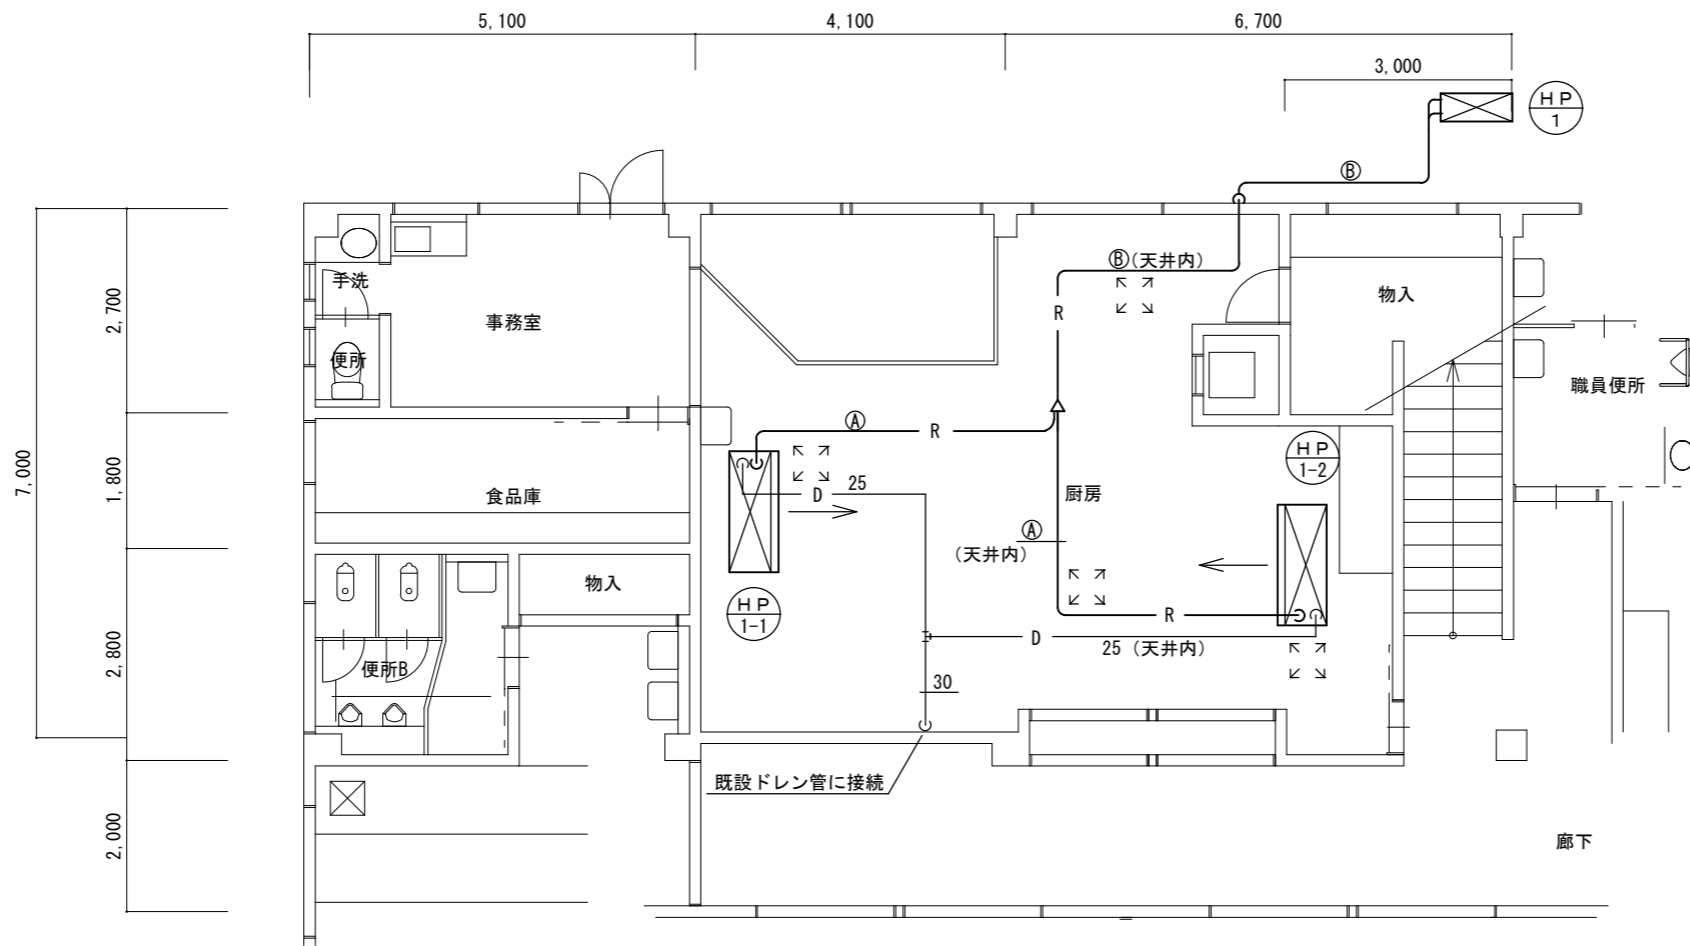 5,100
4,100
6,700
3,000
HP
1
Ⓑ
Ⓑ(天井内)
手洗
事務室
物入
2,700
R
便所
職員便所
Ⓐ
R
HP
1-2
7,000
1,800
D
25
食品庫
厨房
Ⓐ
(天井内)
物入
HP
1-1
R
D
25 (天井内)
2,800
便所B
30
既設ドレン管に接続
2,000
廊下